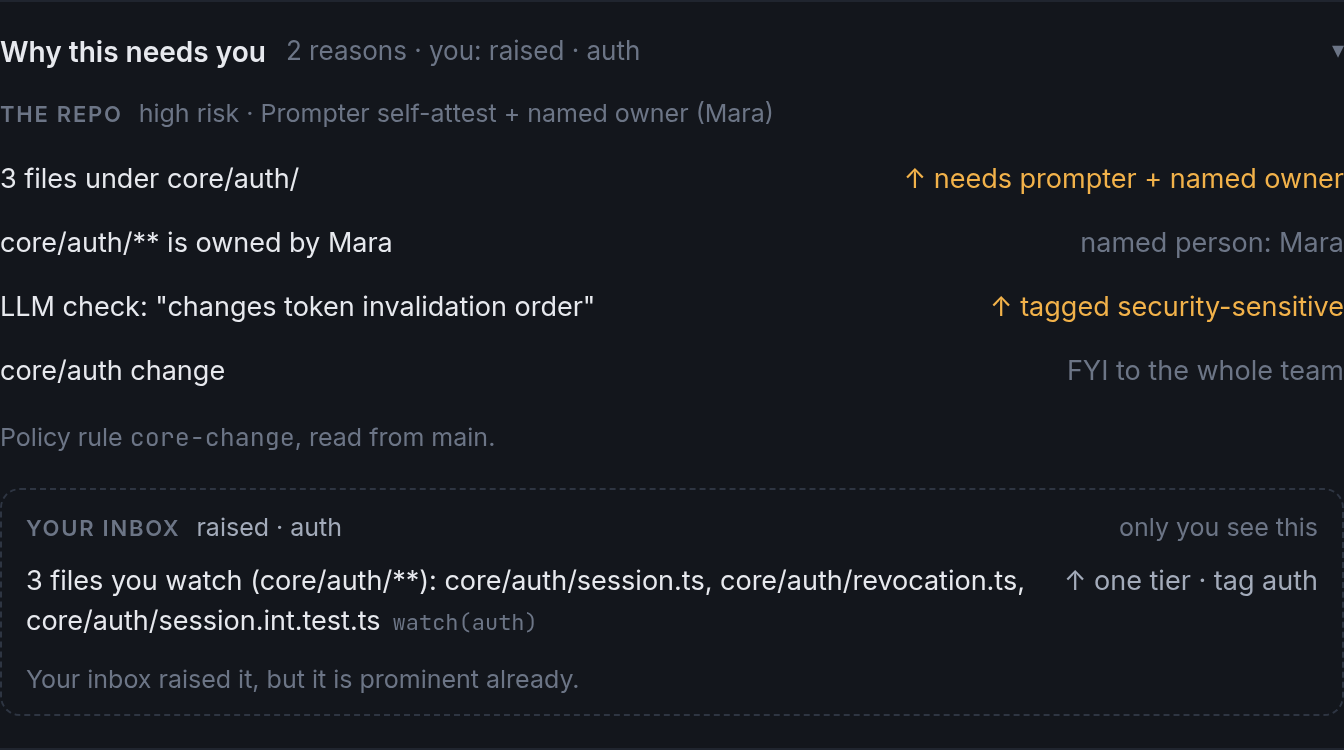 Why this needs you 2 reasons · you: raised · auth ▾
THE REPO high risk · Prompter self-attest + named owner (Mara)
3 files under core/auth/ ↑ needs prompter + named owner
core/auth/** is owned by Mara named person: Mara
LLM check: "changes token invalidation order" ↑ tagged security-sensitive
core/auth change FYI to the whole team
Policy rule core-change, read from main.
YOUR INBOX raised · auth only you see this
3 files you watch (core/auth/**): core/auth/session.ts, core/auth/revocation.ts, ↑ one tier · tag auth
core/auth/session.int.test.ts watch(auth)
Your inbox raised it, but it is prominent already.